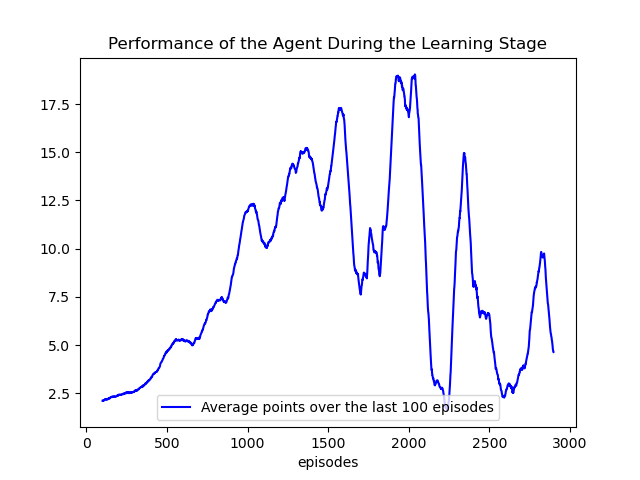 Performance of the Agent During the Learning Stage
17.5
15.0
12.5
10.0
7.5
5.0
2.5
Average points over the last 100 episodes
0 500 1000 1500 2000 2500 3000
episodes